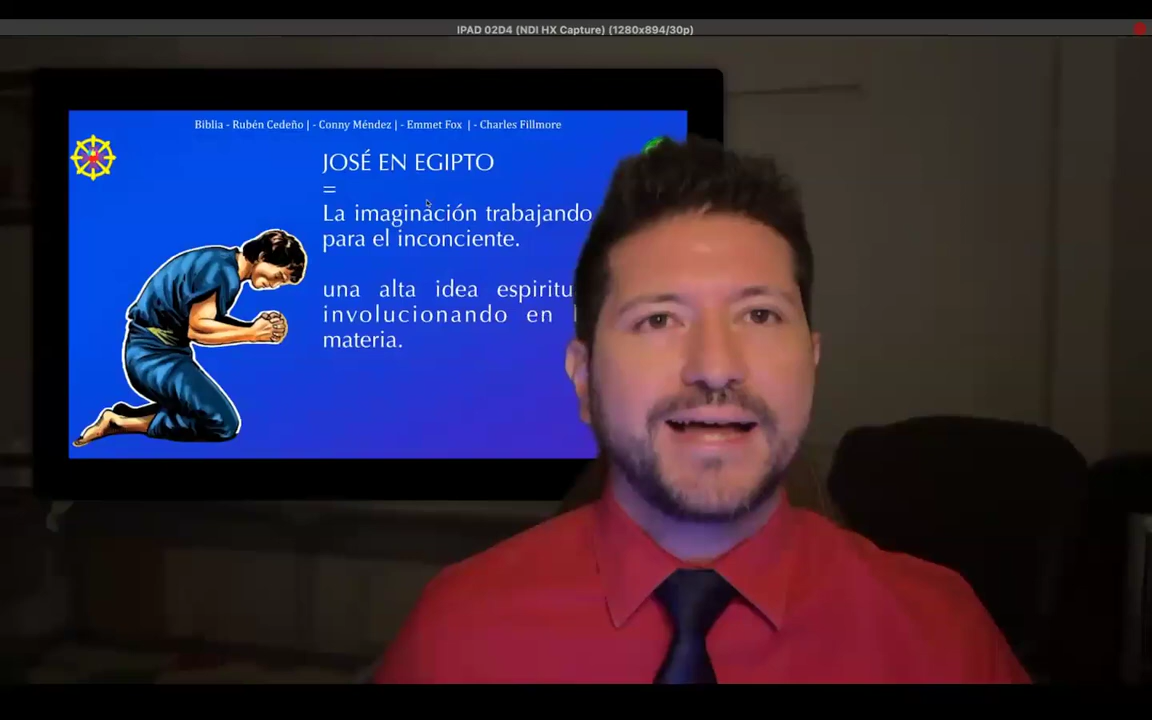 IPAD 02D4 (NDI HX Capture) (1280x894/30p)
Biblia - Rubén Cedeño | - Conny Méndez | - Emmet Fox | - Charles Fillmore
JOSÉ EN EGIPTO
=
La imaginación trabajando
para el inconciente.
una alta idea
involucionando en
materia.